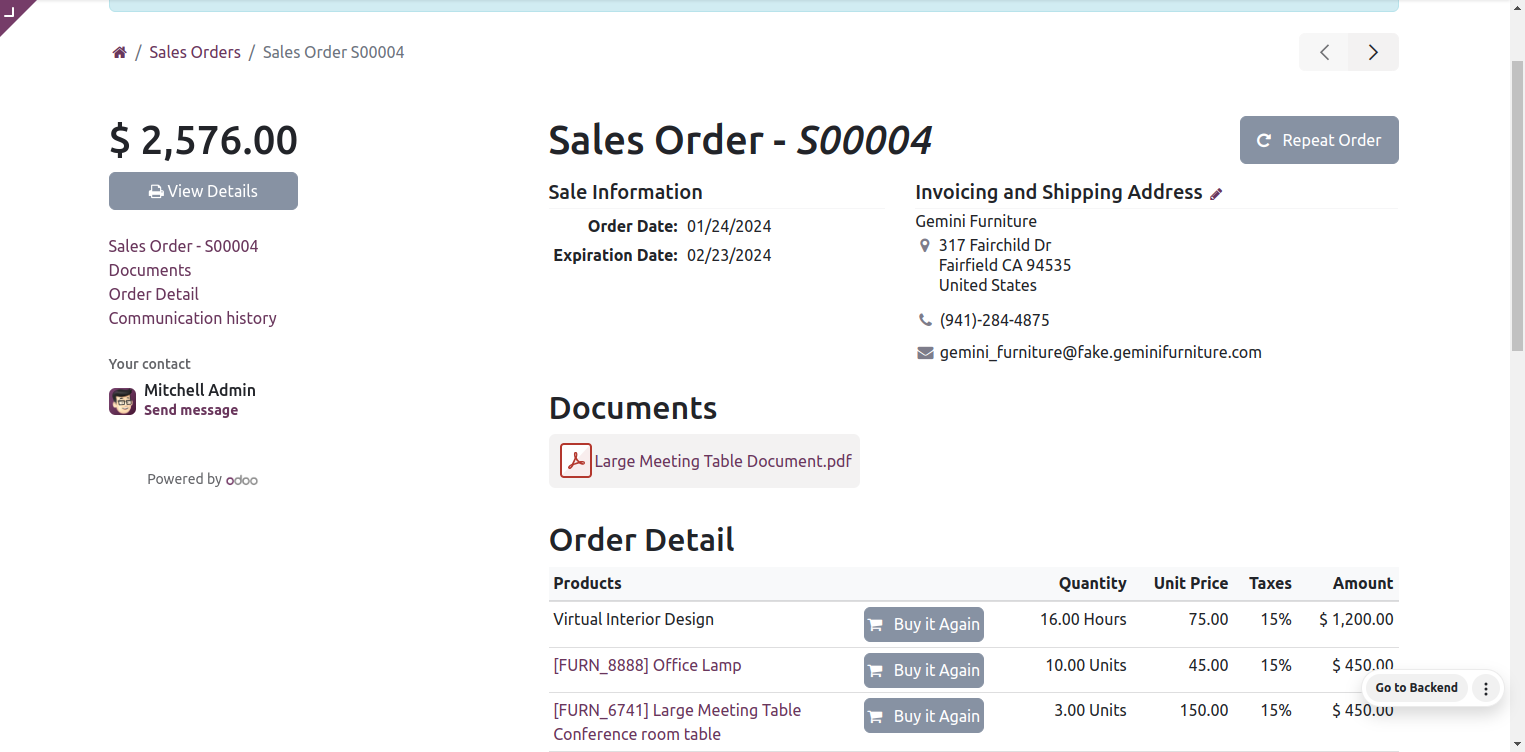 / Sales Orders / Sales Order S00004
$ 2,576.00
View Details
Sales Order - S00004
Documents
Order Detail
Communication history
Your contact
Mitchell Admin
Send message
Powered by odoo
Sales Order - S00004
Repeat Order
Sale Information
Order Date: 01/24/2024
Expiration Date: 02/23/2024
Invoicing and Shipping Address
Gemini Furniture
317 Fairchild Dr
Fairfield CA 94535
United States
(941)-284-4875
gemini_furniture@fake.geminifurniture.com
Documents
Large Meeting Table Document.pdf
Order Detail
Products Quantity Unit Price Taxes Amount
Virtual Interior Design Buy it Again 16.00 Hours 75.00 15% $ 1,200.00
[FURN_8888] Office Lamp Buy it Again 10.00 Units 45.00 15% $ 450.00
Go to Backend
[FURN_6741] Large Meeting Table Buy it Again 3.00 Units 150.00 15% $ 450.00
Conference room table